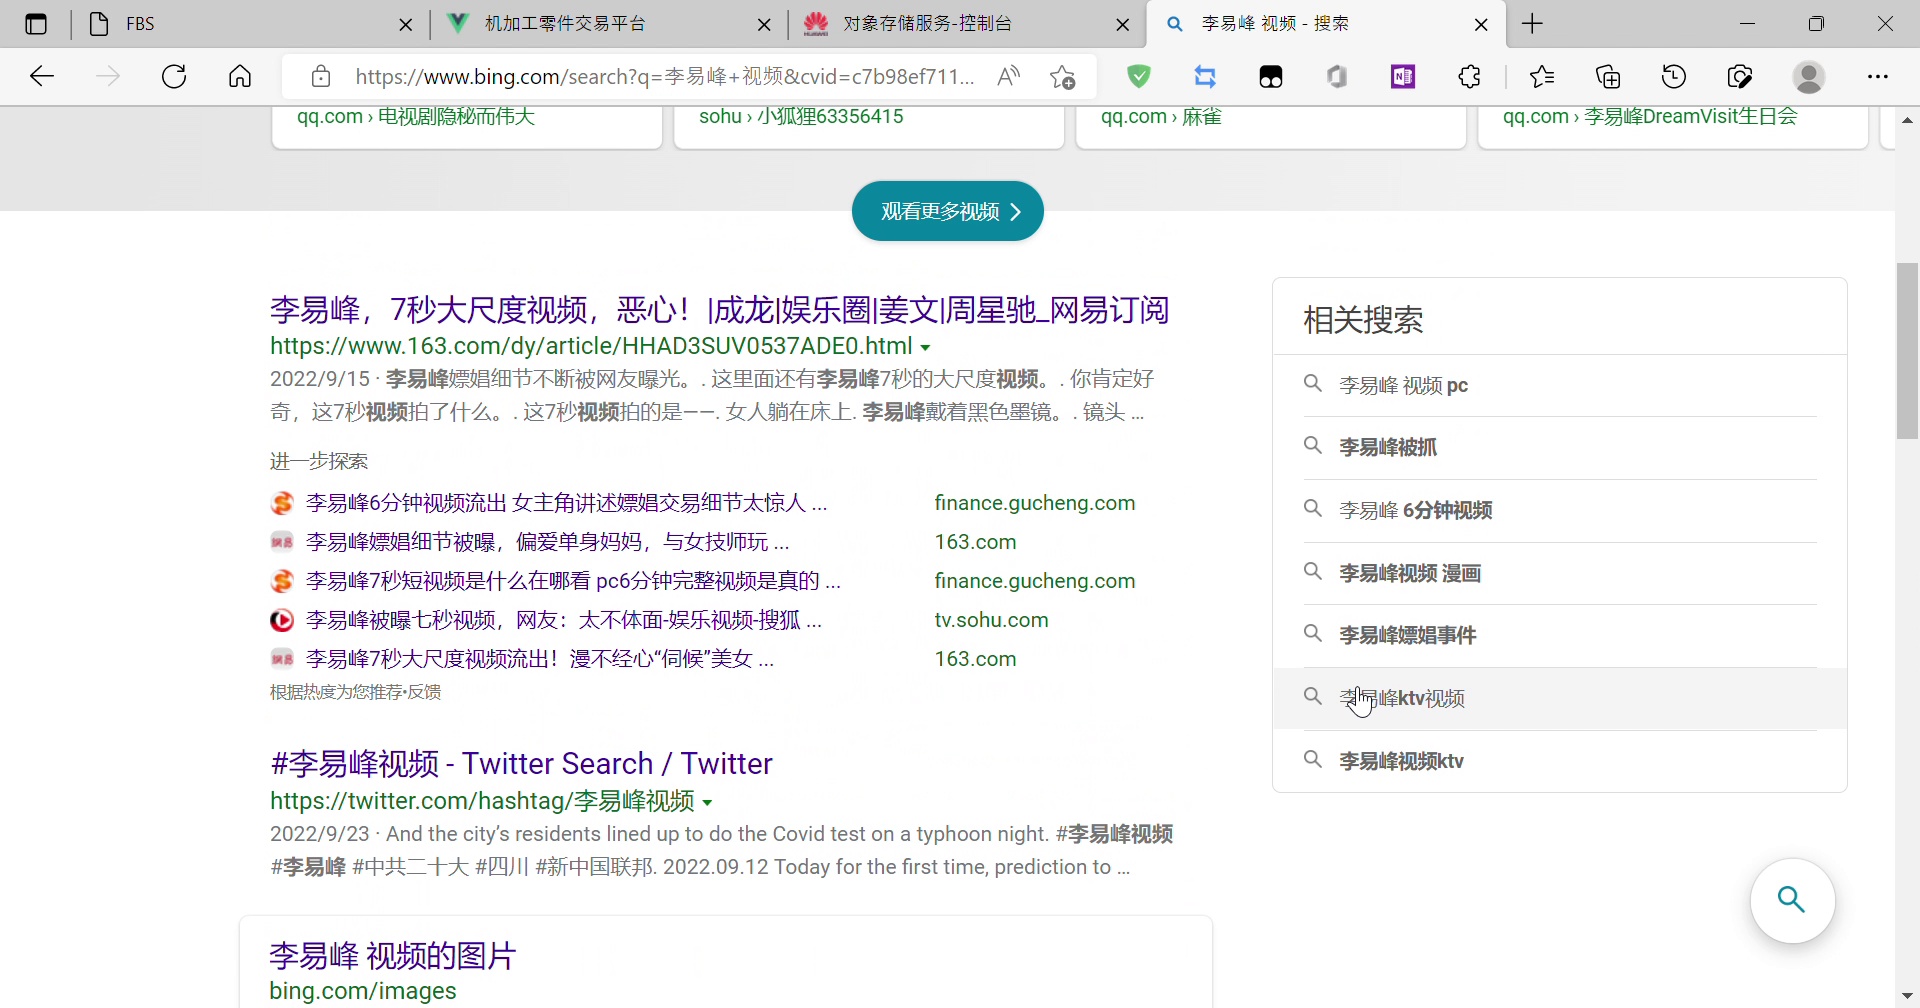 FBS
机加工零件交易平台
对象存储服务-控制台
李易峰 视频 - 搜索
https://www.bing.com/search?q=李易峰+视频&cvid=c7b98ef711...
qq.com › 电视剧隐秘而伟大
sohu › 小狐狸63356415
qq.com › 麻雀
qq.com › 李易峰DreamVisit生日会
观看更多视频
李易峰，7秒大尺度视频，恶心！|成龙|娱乐圈|姜文|周星驰_网易订阅
https://www.163.com/dy/article/HHAD3SUV0537ADE0.html
2022/9/15 · 李易峰嫖娼细节不断被网友曝光。. 这里面还有李易峰7秒的大尺度视频。. 你肯定好
奇，这7秒视频拍了什么。. 这7秒视频拍的是——. 女人躺在床上. 李易峰戴着黑色墨镜。. 镜头 ...
进一步探索
李易峰6分钟视频流出 女主角讲述嫖娼交易细节太惊人 ...
finance.gucheng.com
李易峰嫖娼细节被曝，偏爱单身妈妈，与女技师玩 ...
163.com
李易峰7秒短视频是什么在哪看 pc6分钟完整视频是真的 ...
finance.gucheng.com
李易峰被曝七秒视频，网友：太不体面-娱乐视频-搜狐 ...
tv.sohu.com
李易峰7秒大尺度视频流出！漫不经心“伺候”美女 ...
163.com
根据热度为您推荐•反馈
#李易峰视频 - Twitter Search / Twitter
https://twitter.com/hashtag/李易峰视频
2022/9/23 · And the city’s residents lined up to do the Covid test on a typhoon night. #李易峰视频
#李易峰 #中共二十大 #四川 #新中国联邦. 2022.09.12 Today for the first time, prediction to ...
李易峰 视频的图片
bing.com/images
相关搜索
李易峰 视频 pc
李易峰被抓
李易峰 6分钟视频
李易峰视频 漫画
李易峰嫖娼事件
李易峰ktv视频
李易峰视频ktv